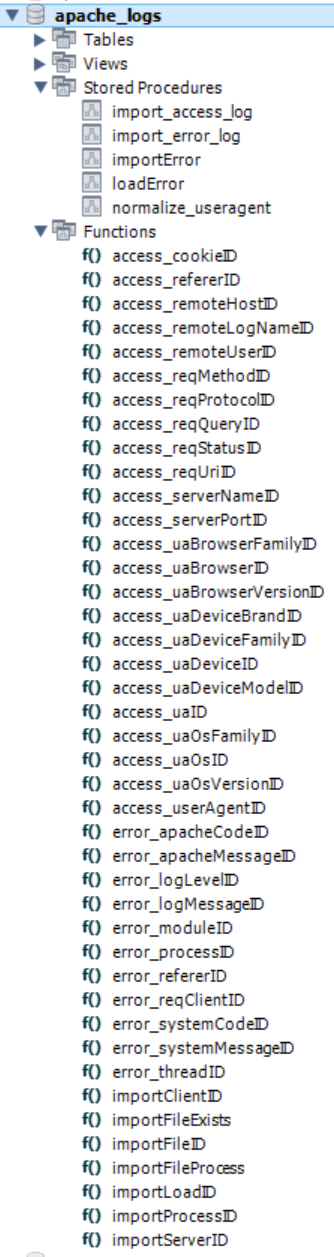 apache_logs
Tables
Views
Stored Procedures
import_access_log
import_error_log
importError
loadError
normalize_useragent
Functions
f() access_cookieID
f() access_refererID
f() access_remoteHostID
f() access_remoteLogNameID
f() access_remoteUserID
f() access_reqMethodID
f() access_reqProtocolID
f() access_reqQueryID
f() access_reqStatusID
f() access_reqUriID
f() access_serverNameID
f() access_serverPortID
f() access_uaBrowserFamilyID
f() access_uaBrowserID
f() access_uaBrowserVersionID
f() access_uaDeviceBrandID
f() access_uaDeviceFamilyID
f() access_uaDeviceID
f() access_uaDeviceModelID
f() access_uaID
f() access_uaOsFamilyID
f() access_uaOsID
f() access_uaOsVersionID
f() access_userAgentID
f() error_apacheCodeID
f() error_apacheMessageID
f() error_logLevelID
f() error_logMessageID
f() error_moduleID
f() error_processID
f() error_refererID
f() error_reqClientID
f() error_systemCodeID
f() error_systemMessageID
f() error_threadID
f() importClientID
f() importFileExists
f() importFileID
f() importFileProcess
f() importLoadID
f() importProcessID
f() importServerID